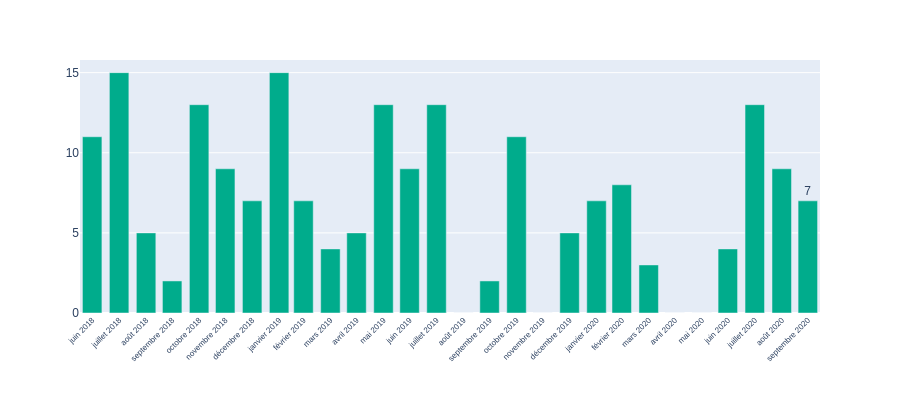 15
10
5
0
7
juin 2018
juillet 2018
août 2018
septembre 2018
octobre 2018
novembre 2018
décembre 2018
janvier 2019
février 2019
mars 2019
avril 2019
mai 2019
juin 2019
juillet 2019
août 2019
septembre 2019
octobre 2019
novembre 2019
décembre 2019
janvier 2020
février 2020
mars 2020
avril 2020
mai 2020
juin 2020
juillet 2020
août 2020
septembre 2020